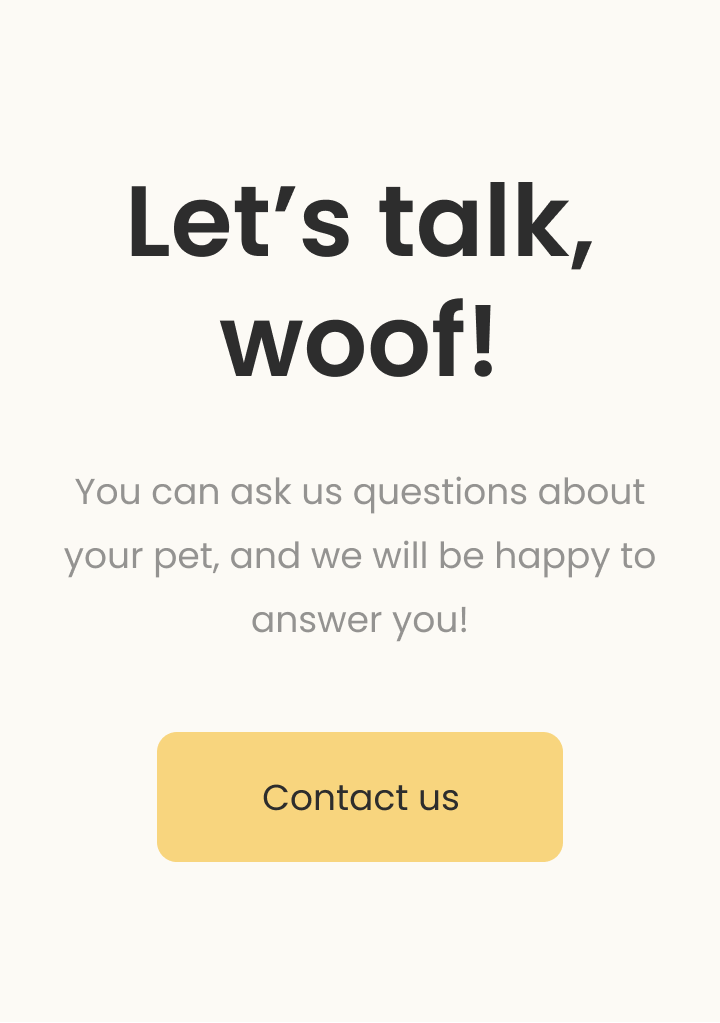 Let’s talk,
woof!
You can ask us questions about
your pet, and we will be happy to
answer you!
Contact us